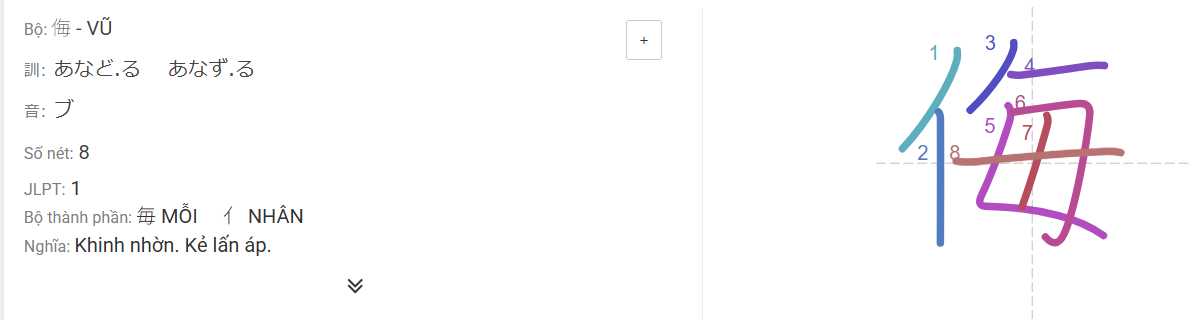 Bộ: 侮 - VŨ
+
訓: あなど.る あなず.る
音: ブ
Số nét: 8
JLPT: 1
Bộ thành phần: 毎 MỖI 亻 NHÂN
Nghĩa: Khinh nhờn. Kẻ lấn áp.
侮
1
2
3
4
5
6
7
8